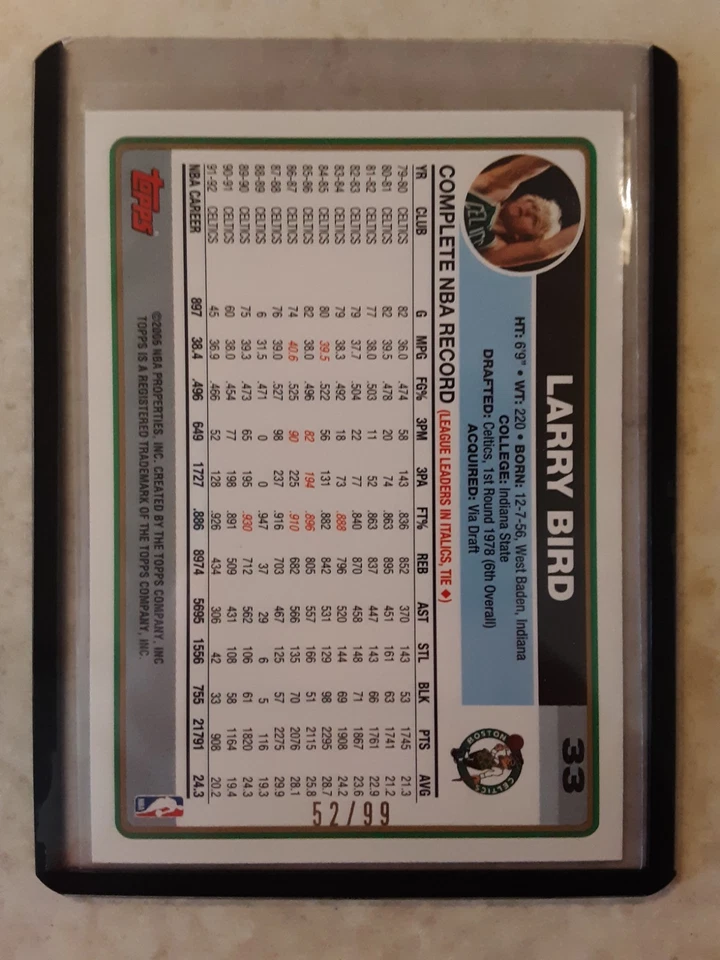 LARRY BIRD
33
HT: 6'9" • WT: 220 • BORN: 12-7-56, West Baden, Indiana
COLLEGE: Indiana State
DRAFTED: Celtics, 1st Round 1978 (6th Overall)
ACQUIRED: Via Draft
BOSTON
CELTICS
COMPLETE NBA RECORD (LEAGUE LEADERS IN ITALICS, TIE ♦)
YR CLUB G MPG FG% 3PM 3PA FT% REB AST STL BLK PTS AVG
79-80 CELTICS 82 36.0 .474 58 143 .836 852 370 143 53 1745 21.3
80-81 CELTICS 82 39.5 .478 20 74 .863 895 451 161 63 1741 21.2
81-82 CELTICS 77 38.0 .503 11 52 .863 837 447 143 66 1761 22.9
82-83 CELTICS 79 37.7 .504 22 77 .840 870 458 148 71 1867 23.6
83-84 CELTICS 79 38.3 .492 18 73 .888 796 520 144 69 1908 24.2
84-85 CELTICS 80 39.5 .522 56 131 .882 842 531 129 98 2295 28.7
85-86 CELTICS 82 38.0 .496 82 194 .896 805 557 166 51 2115 25.8
86-87 CELTICS 74 40.6 .525 90 225 .910 682 566 135 70 2076 28.1
87-88 CELTICS 76 39.0 .527 98 237 .916 703 467 125 57 2275 29.9
88-89 CELTICS 6 31.5 .471 0 0 .947 37 29 6 5 116 19.3
89-90 CELTICS 75 39.3 .473 65 195 .930 712 562 106 61 1820 24.3
90-91 CELTICS 60 38.0 .454 77 198 .891 509 431 108 58 1164 19.4
91-92 CELTICS 45 36.9 .466 52 128 .926 434 306 42 33 908 20.2
NBA CAREER 897 38.4 .496 649 1727 .886 8974 5695 1556 755 21791 24.3
52/99
topps
©2006 NBA PROPERTIES, INC. CREATED BY THE TOPPS COMPANY, INC
TOPPS IS A REGISTERED TRADEMARK OF THE TOPPS COMPANY, INC.